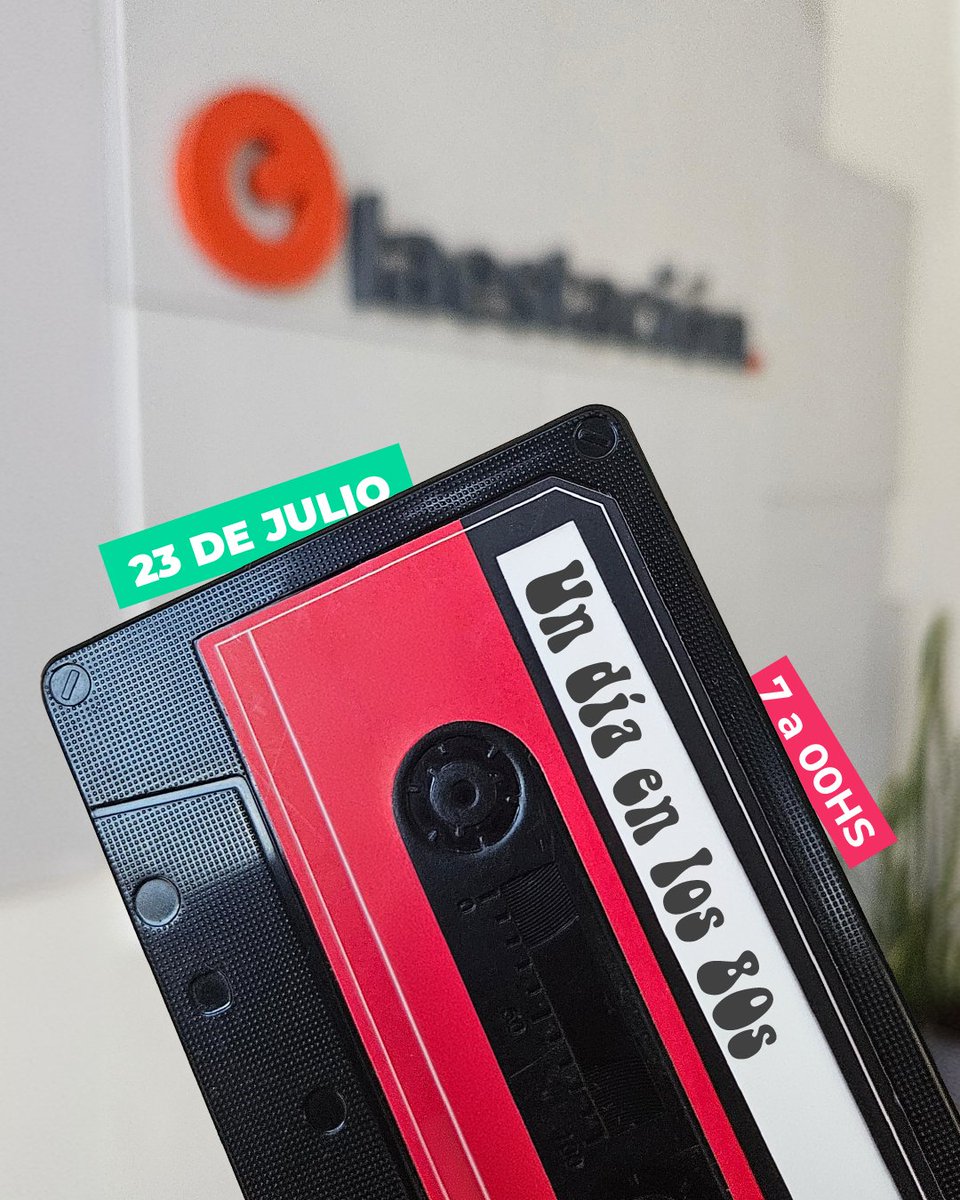 laestación.
23 DE JULIO
Un día en los 80s
7 a 00HS